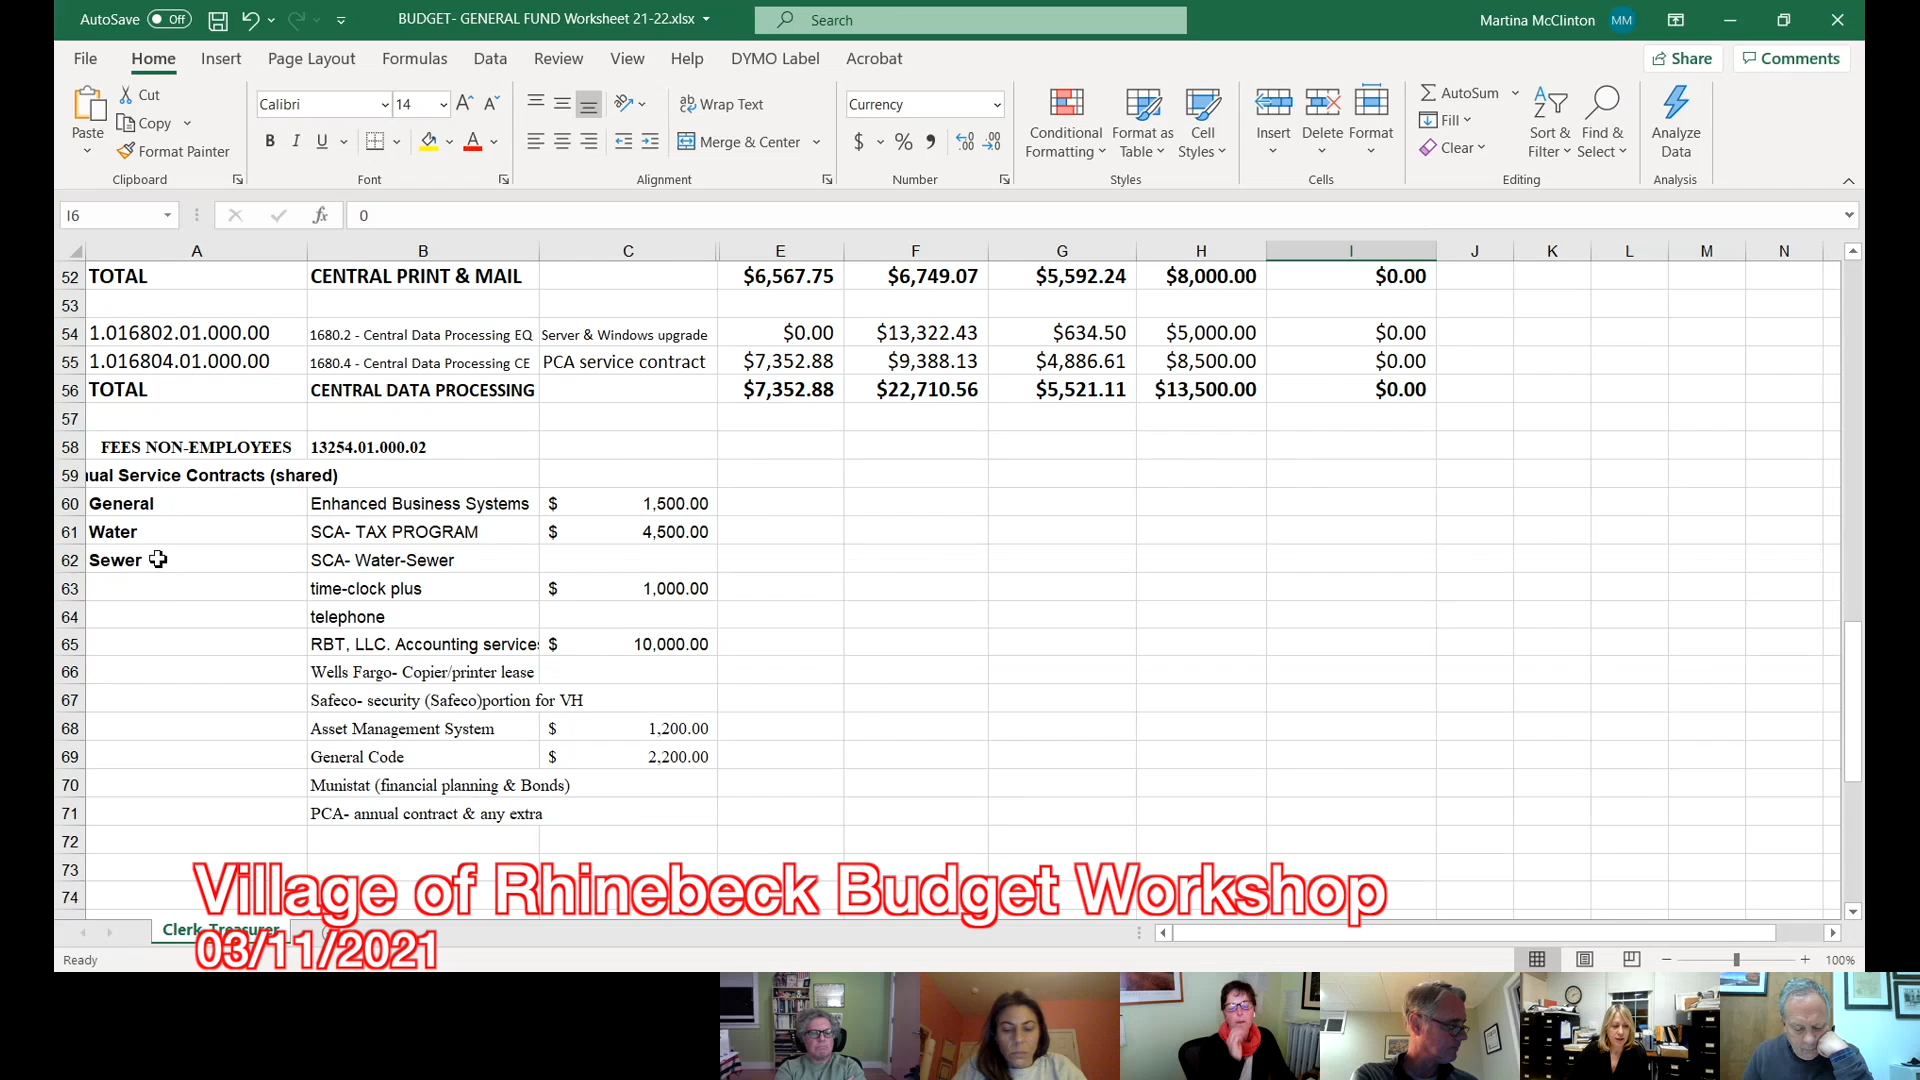 AutoSave Off BUDGET- GENERAL FUND Worksheet 21-22.xlsx Search Martina McClinton MM
File Home Insert Page Layout Formulas Data Review View Help DYMO Label Acrobat Share Comments
Paste Cut Copy Format Painter Clipboard
Calibri 14 B I U A Font
ab Wrap Text Merge & Center Alignment
Currency $ % , Number
Conditional Formatting Format as Table Cell Styles Styles
Insert Delete Format Cells
AutoSum Fill Clear Sort & Filter Find & Select Editing
Analyze Data Analysis
I6 fx 0
A B C E F G H I J K L M N
52 TOTAL CENTRAL PRINT & MAIL $6,567.75 $6,749.07 $5,592.24 $8,000.00 $0.00
53
54 1.016802.01.000.00 1680.2 - Central Data Processing EQ Server & Windows upgrade $0.00 $13,322.43 $634.50 $5,000.00 $0.00
55 1.016804.01.000.00 1680.4 - Central Data Processing CE PCA service contract $7,352.88 $9,388.13 $4,886.61 $8,500.00 $0.00
56 TOTAL CENTRAL DATA PROCESSING $7,352.88 $22,710.56 $5,521.11 $13,500.00 $0.00
57
58 FEES NON-EMPLOYEES 13254.01.000.02
59 nual Service Contracts (shared)
60 General Enhanced Business Systems $ 1,500.00
61 Water SCA- TAX PROGRAM $ 4,500.00
62 Sewer SCA- Water-Sewer
63 time-clock plus $ 1,000.00
64 telephone
65 RBT, LLC. Accounting services $ 10,000.00
66 Wells Fargo- Copier/printer lease
67 Safeco- security (Safeco)portion for VH
68 Asset Management System $ 1,200.00
69 General Code $ 2,200.00
70 Munistat (financial planning & Bonds)
71 PCA- annual contract & any extra
72
73
74
Village of Rhinebeck Budget Workshop
Clerk-Treasurer
03/11/2021
Ready 100%